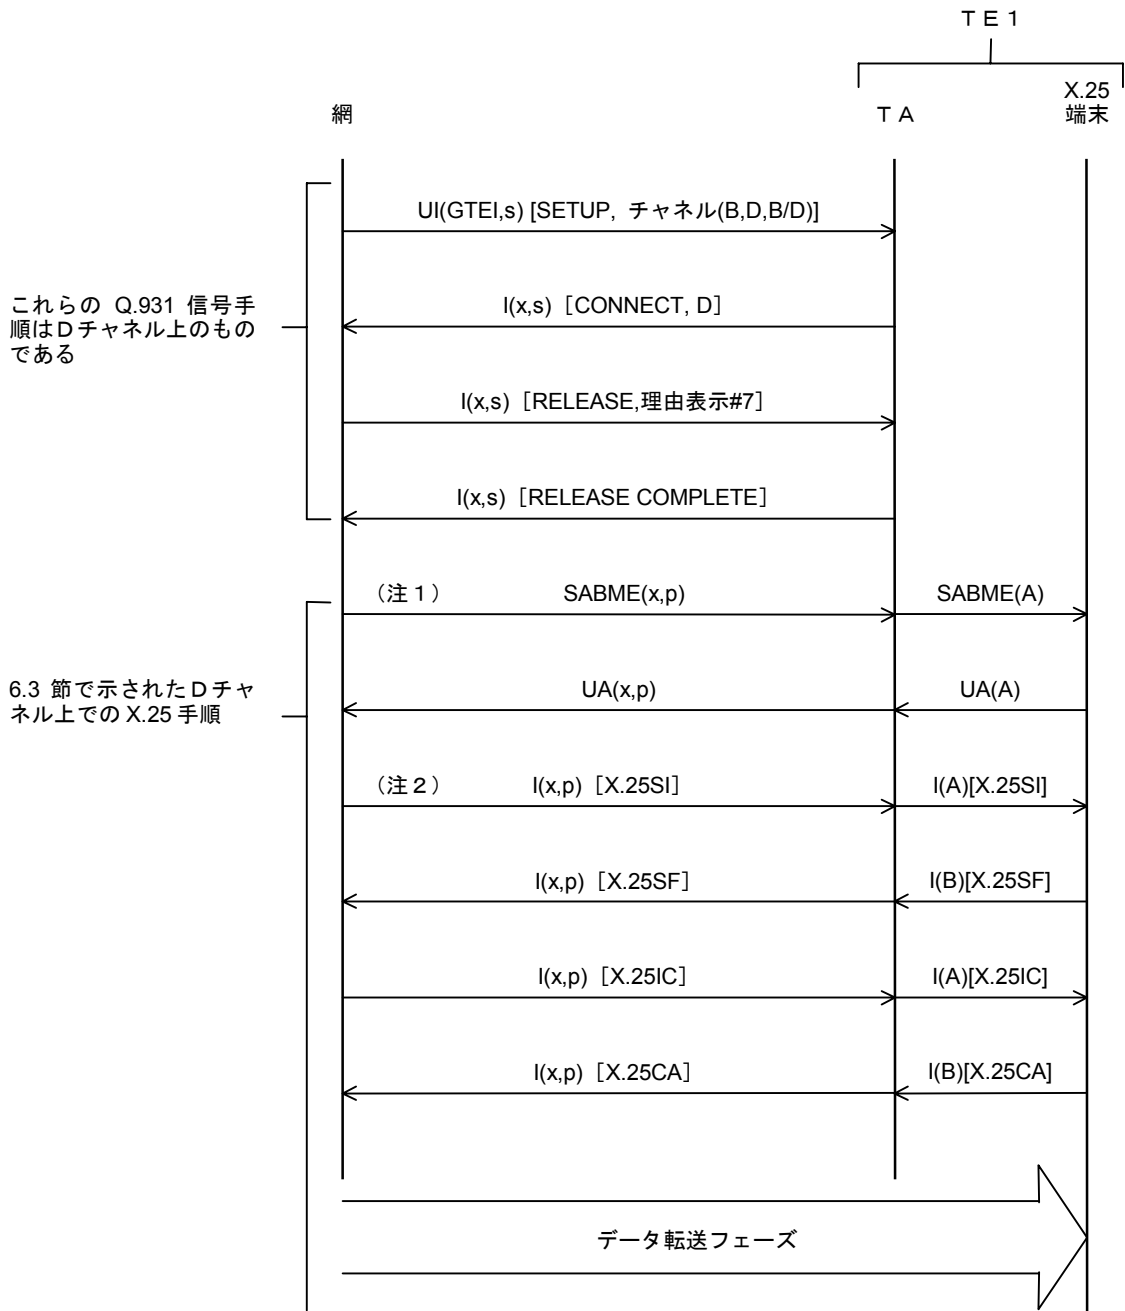 ＴＥ１
X.25
端末
網
ＴＡ
UI(GTEI,s) [SETUP, チャネル(B,D,B/D)]
これらの Q.931 信号手
順はＤチャネル上のもの
である
I(x,s)［CONNECT, D］
I(x,s)［RELEASE,理由表示#7］
I(x,s)［RELEASE COMPLETE］
（注１） SABME(x,p) SABME(A)
6.3 節で示されたＤチャ
ネル上での X.25 手順
UA(x,p) UA(A)
（注２） I(x,p)［X.25SI］ I(A)[X.25SI]
I(x,p)［X.25SF］ I(B)[X.25SF]
I(x,p)［X.25IC］ I(A)[X.25IC]
I(x,p)［X.25CA］ I(B)[X.25CA]
データ転送フェーズ